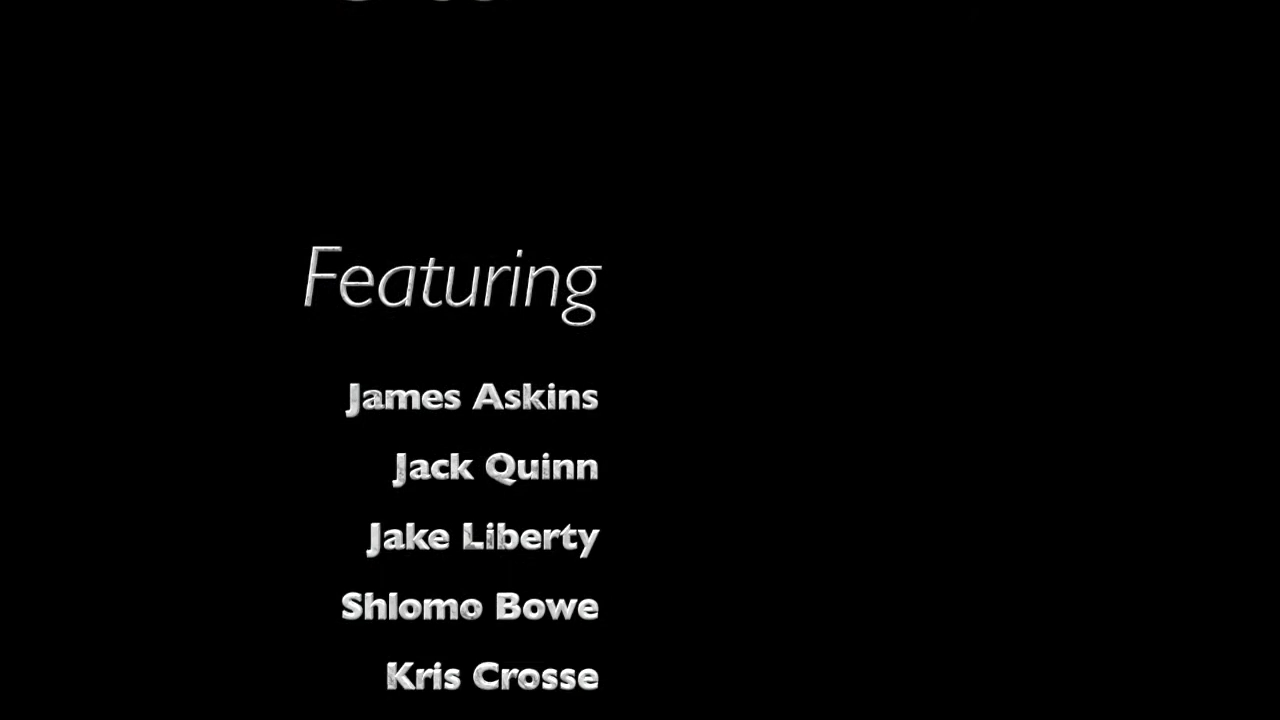 Featuring
James Askins
Jack Quinn
Jake Liberty
Shlomo Bowe
Kris Crosse